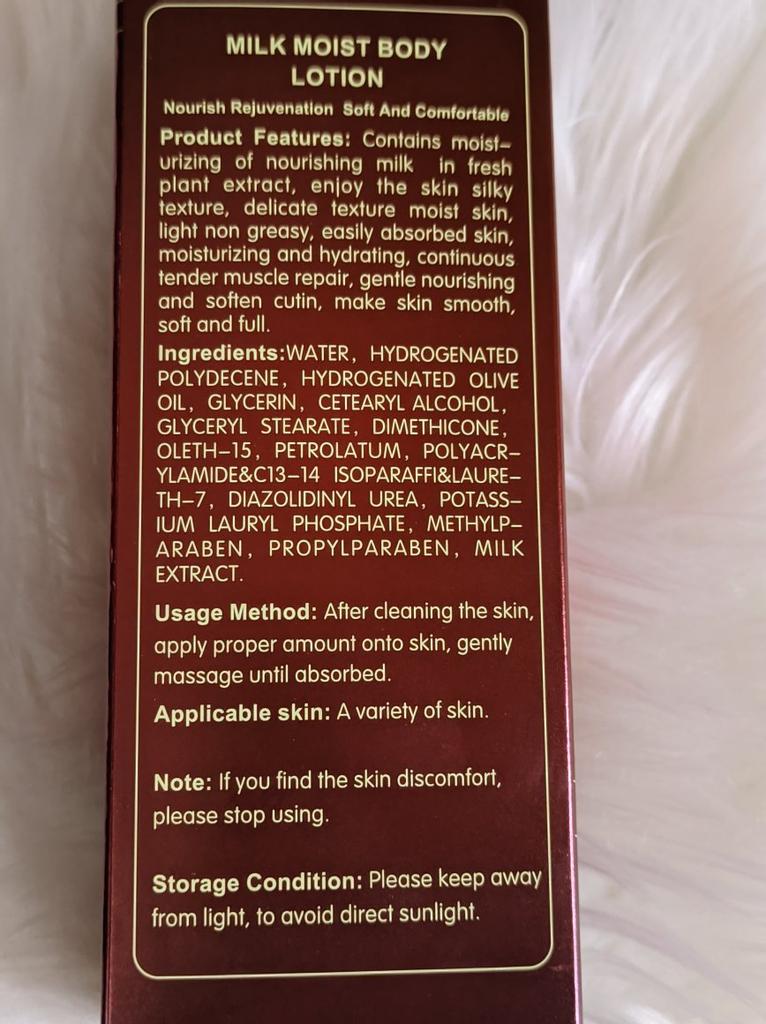 MILK MOIST BODY
LOTION
Nourish Rejuvenation Soft And Comfortable
Product Features: Contains moist-
urizing of nourishing milk in fresh
plant extract, enjoy the skin silky
texture, delicate texture moist skin,
light non greasy, easily absorbed skin,
moisturizing and hydrating, continuous
tender muscle repair, gentle nourishing
and soften cutin, make skin smooth,
soft and full.
Ingredients:WATER, HYDROGENATED
POLYDECENE, HYDROGENATED OLIVE
OIL, GLYCERIN, CETEARYL ALCOHOL,
GLYCERYL STEARATE, DIMETHICONE,
OLETH-15, PETROLATUM, POLYACR-
YLAMIDE&C13-14 ISOPARAFFI&LAURE-
TH-7, DIAZOLIDINYL UREA, POTASS-
IUM LAURYL PHOSPHATE, METHYLP-
ARABEN, PROPYLPARABEN, MILK
EXTRACT.
Usage Method: After cleaning the skin,
apply proper amount onto skin, gently
massage until absorbed.
Applicable skin: A variety of skin.
Note: If you find the skin discomfort,
please stop using.
Storage Condition: Please keep away
from light, to avoid direct sunlight.